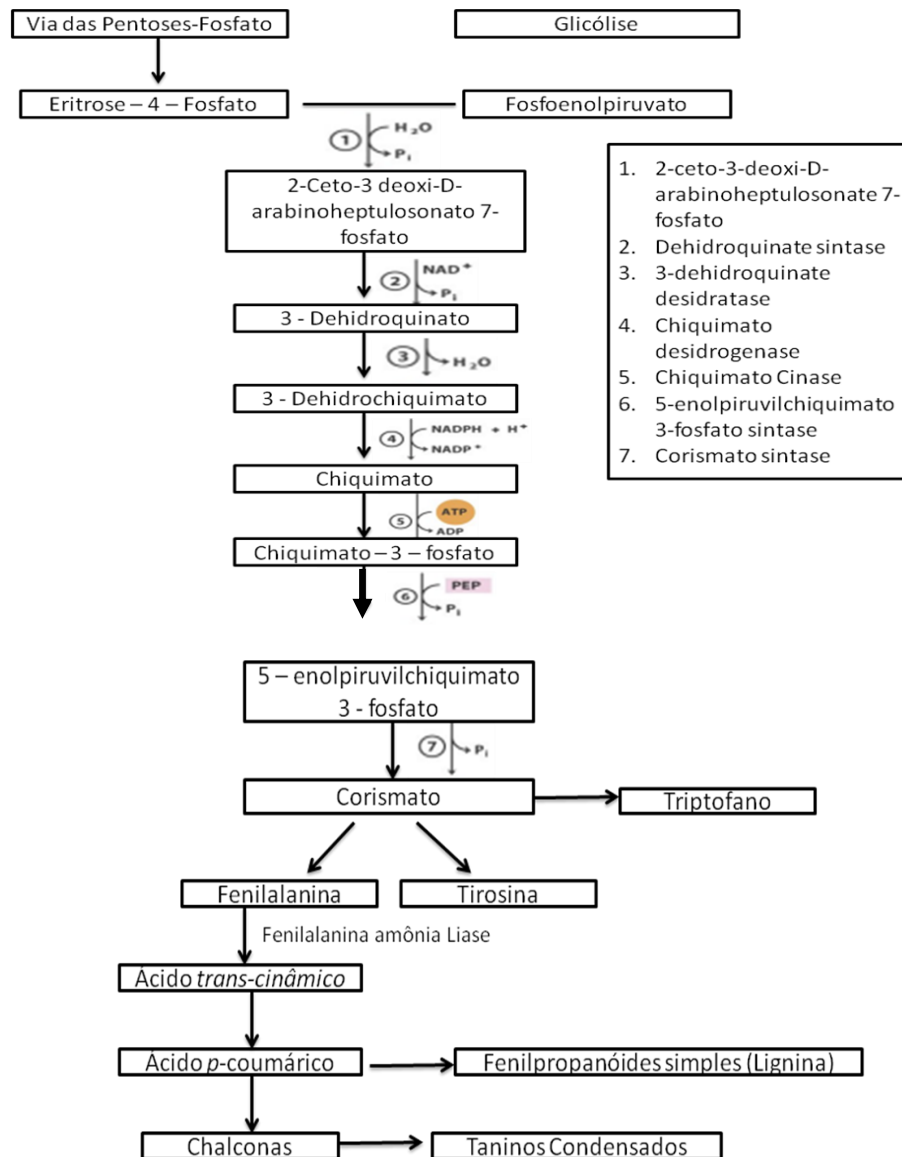 Via das Pentoses-Fosfato
Glicólise
Eritrose – 4 – Fosfato
Fosfoenolpiruvato
1
H₂O
Pi
2-Ceto-3 deoxi-D-
arabinoheptulosonato 7-
fosfato
2
NAD⁺
Pi
3 - Dehidroquinato
3
H₂O
3 - Dehidrochiquimato
4
NADPH + H⁺
NADP⁺
Chiquimato
5
ATP
ADP
Chiquimato – 3 – fosfato
6
PEP
Pi
5 – enolpiruvilchiquimato
3 - fosfato
7
Pi
Corismato
Triptofano
Fenilalanina
Tirosina
Fenilalanina amônia Liase
Ácido trans-cinâmico
Ácido p-coumárico
Fenilpropanóides simples (Lignina)
Chalconas
Taninos Condensados
1. 2-ceto-3-deoxi-D-
arabinoheptulosonate 7-
fosfato
2. Dehidroquinate sintase
3. 3-dehidroquinate
desidratase
4. Chiquimato
desidrogenase
5. Chiquimato Cinase
6. 5-enolpiruvilchiquimato
3-fosfato sintase
7. Corismato sintase